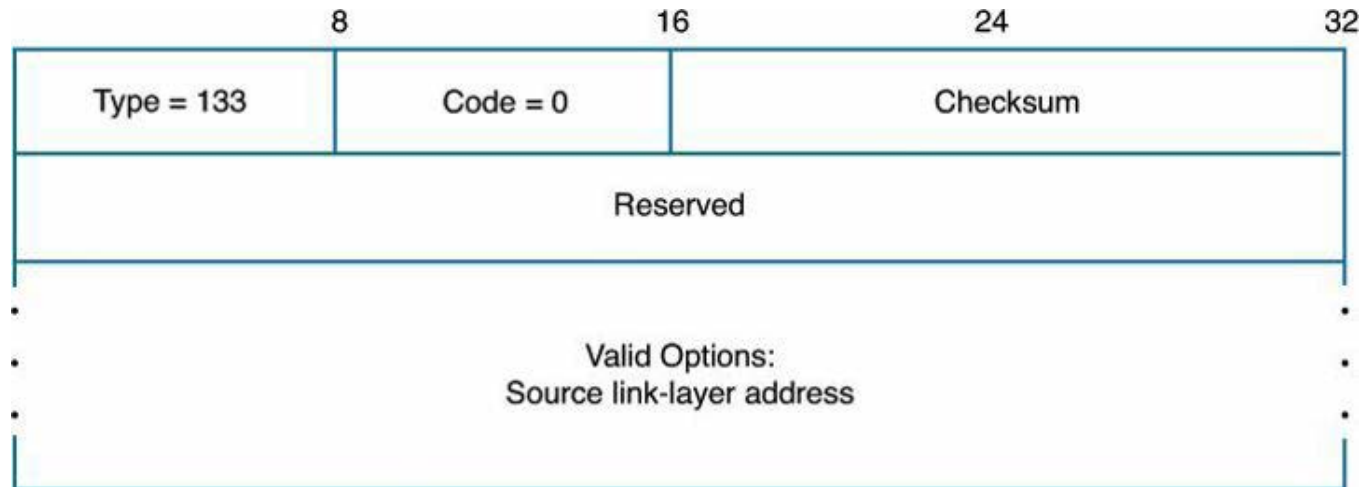 8 16 24 32
Type = 133 Code = 0 Checksum
Reserved
Valid Options:
Source link-layer address